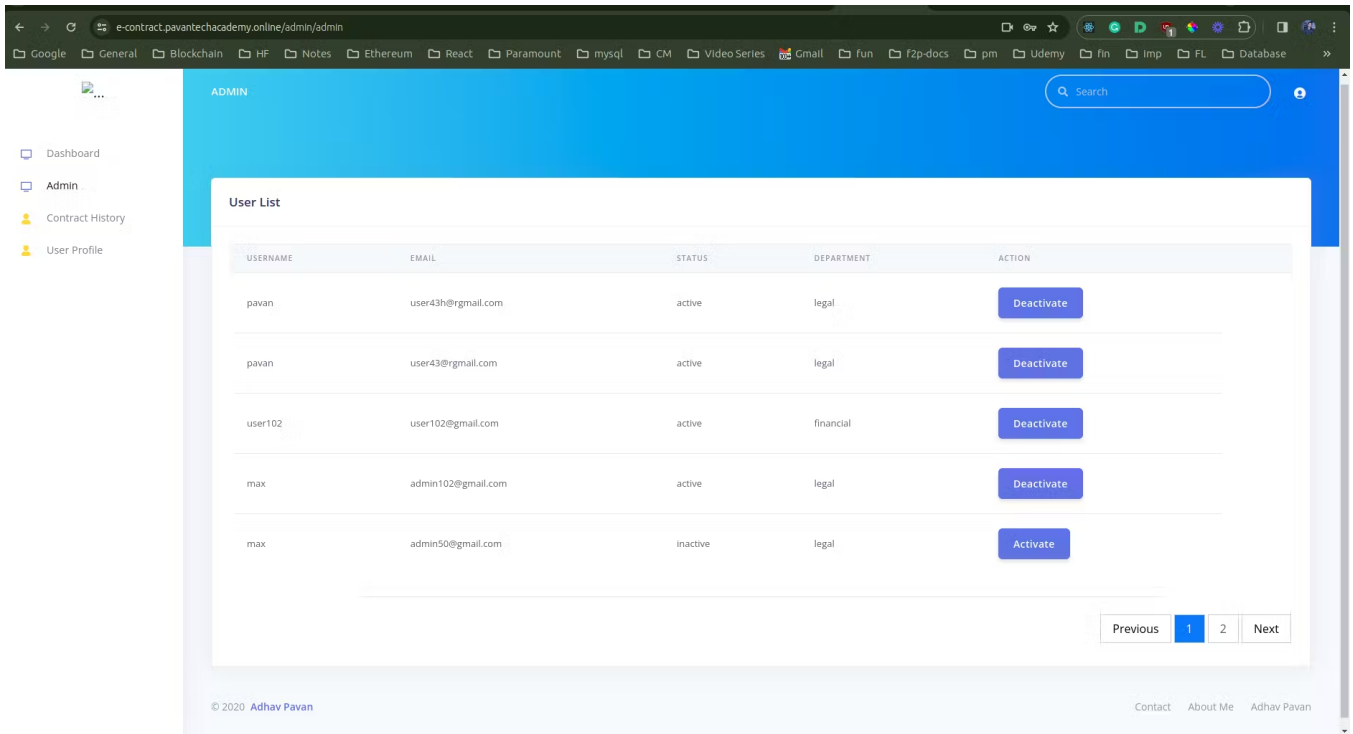 e-contract.pavantechacademy.online/admin/admin
Google General Blockchain HF Notes Ethereum React Paramount mysql CM Video Series Gmail fun f2p-docs pm Udemy fin Imp FL Database »
...
ADMIN
Search
Dashboard
Admin
Contract History
User Profile
User List
USERNAME EMAIL STATUS DEPARTMENT ACTION
pavan user43h@rgmail.com active legal Deactivate
pavan user43@rgmail.com active legal Deactivate
user102 user102@gmail.com active financial Deactivate
max admin102@gmail.com active legal Deactivate
max admin50@gmail.com inactive legal Activate
Previous 1 2 Next
© 2020 Adhav Pavan
Contact About Me Adhav Pavan